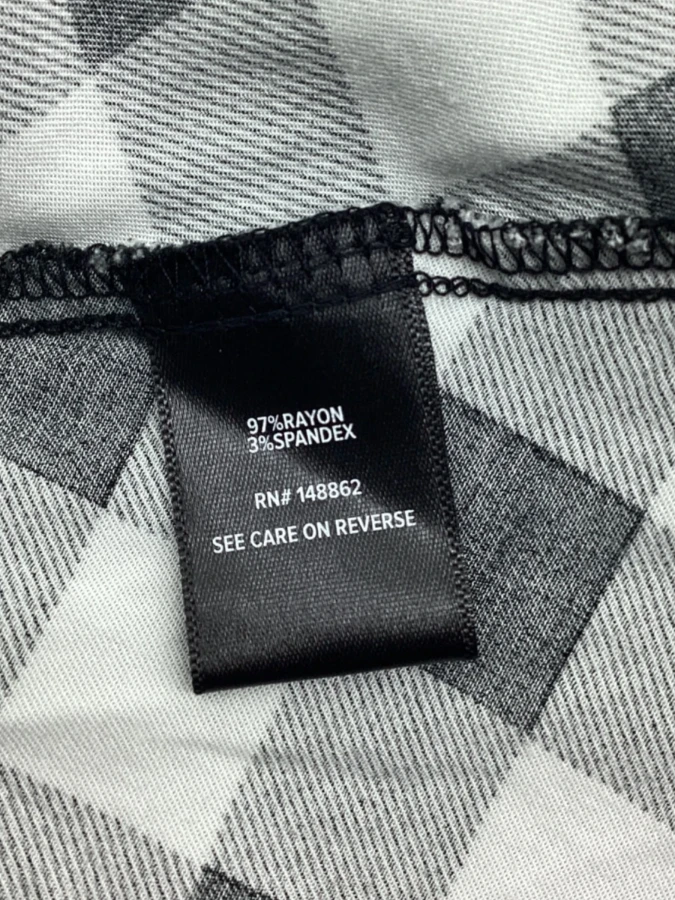 97%RAYON
3%SPANDEX
RN# 148862
SEE CARE ON REVERSE